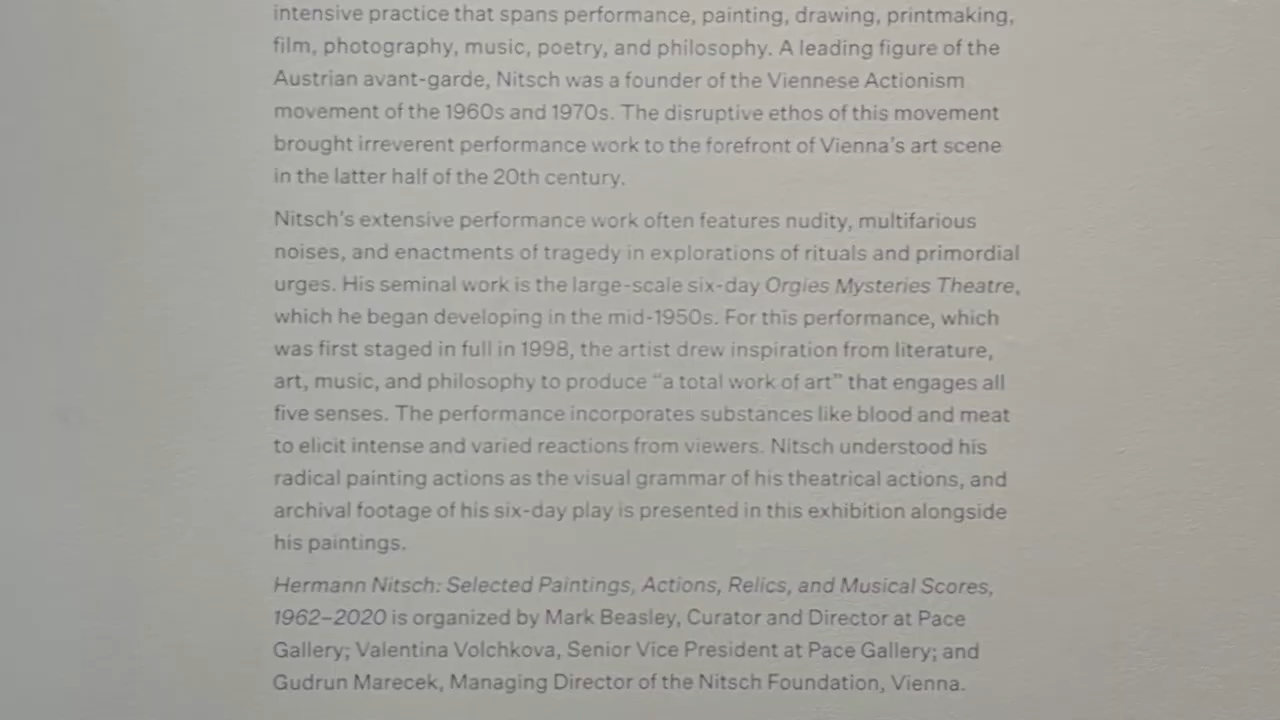 intensive practice that spans performance, painting, drawing, printmaking,
film, photography, music, poetry, and philosophy. A leading figure of the
Austrian avant-garde, Nitsch was a founder of the Viennese Actionism
movement of the 1960s and 1970s. The disruptive ethos of this movement
brought irreverent performance work to the forefront of Vienna's art scene
in the latter half of the 20th century.
Nitsch's extensive performance work often features nudity, multifarious
noises, and enactments of tragedy in explorations of rituals and primordial
urges. His seminal work is the large-scale six-day Orgies Mysteries Theatre,
which he began developing in the mid-1950s. For this performance, which
was first staged in full in 1998, the artist drew inspiration from literature,
art, music, and philosophy to produce “a total work of art” that engages all
five senses. The performance incorporates substances like blood and meat
to elicit intense and varied reactions from viewers. Nitsch understood his
radical painting actions as the visual grammar of his theatrical actions, and
archival footage of his six-day play is presented in this exhibition alongside
his paintings.
Hermann Nitsch: Selected Paintings, Actions, Relics, and Musical Scores,
1962–2020 is organized by Mark Beasley, Curator and Director at Pace
Gallery; Valentina Volchkova, Senior Vice President at Pace Gallery; and
Gudrun Marecek, Managing Director of the Nitsch Foundation, Vienna.